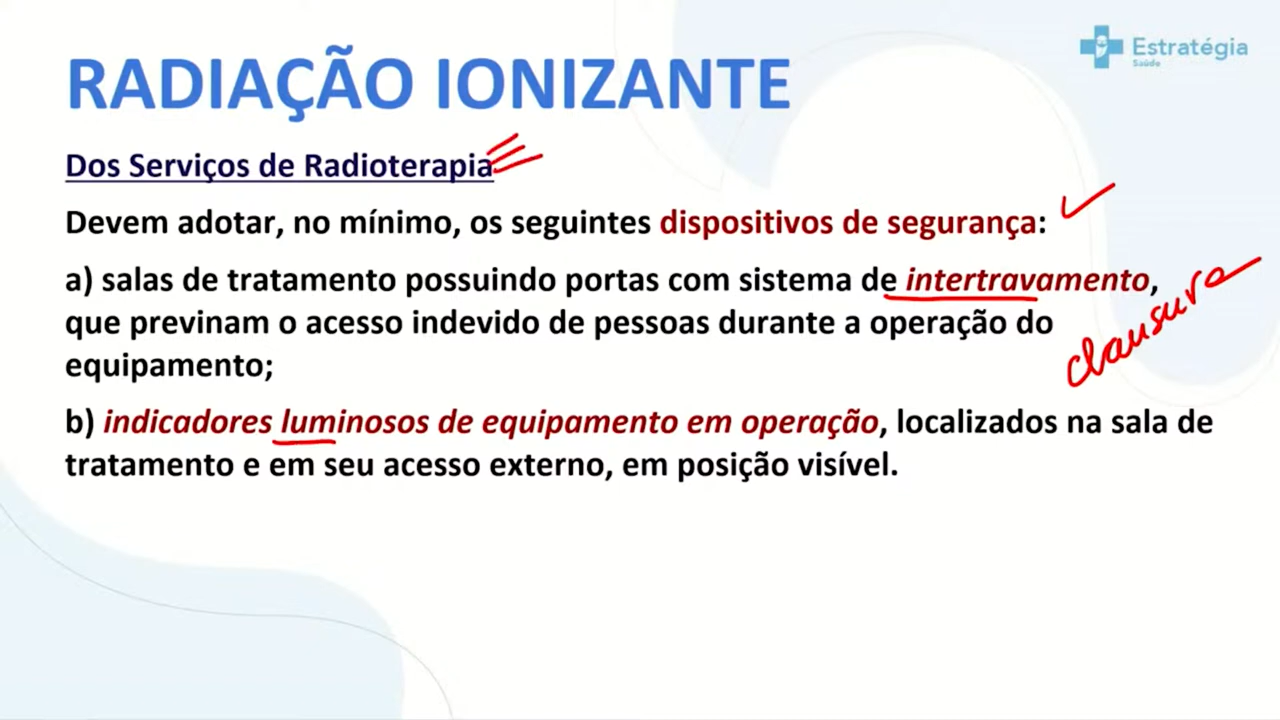 Estratégia
Saúde
RADIAÇÃO IONIZANTE
Dos Serviços de Radioterapia
Devem adotar, no mínimo, os seguintes dispositivos de segurança:
a) salas de tratamento possuindo portas com sistema de intertravamento,
que previnam o acesso indevido de pessoas durante a operação do
equipamento;
clausura
b) indicadores luminosos de equipamento em operação, localizados na sala de
tratamento e em seu acesso externo, em posição visível.